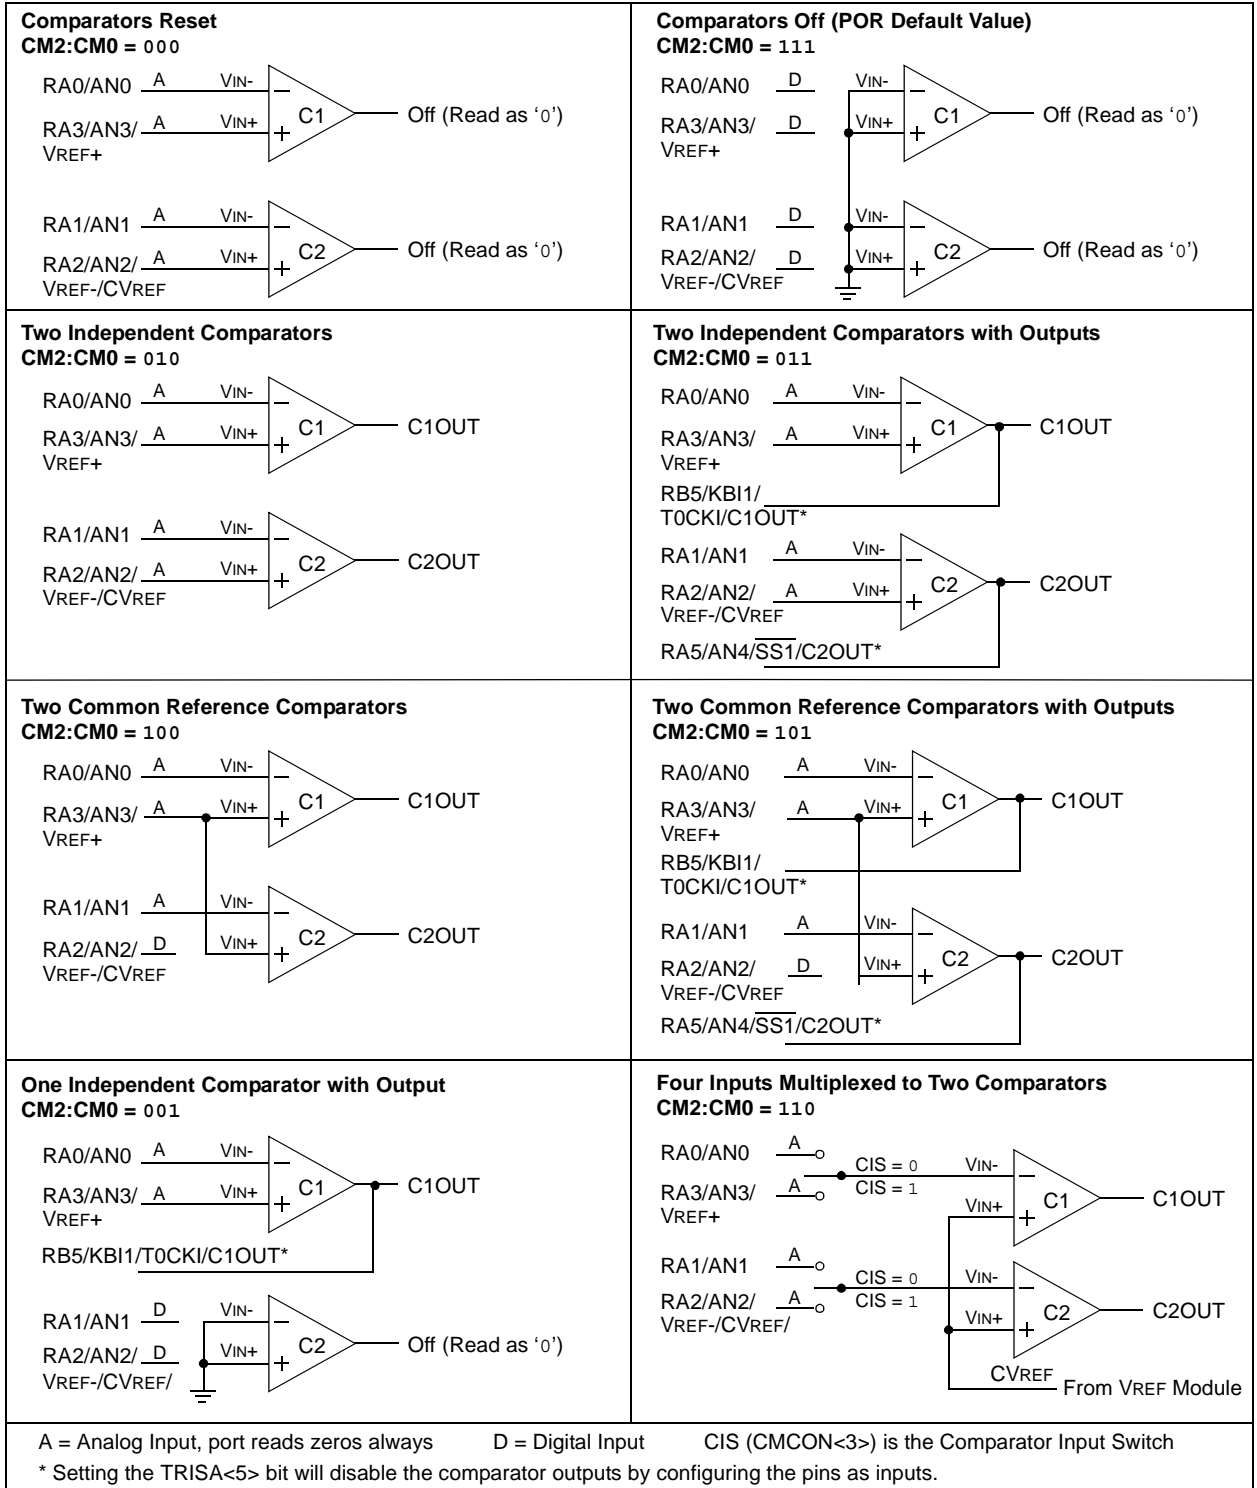 Comparators Reset
CM2:CM0 = 000
RA0/AN0 A VIN-
C1 Off (Read as ‘0’)
RA3/AN3/ A VIN+
VREF+
RA1/AN1 A VIN-
C2 Off (Read as ‘0’)
RA2/AN2/ A VIN+
VREF-/CVREF
Comparators Off (POR Default Value)
CM2:CM0 = 111
RA0/AN0 D VIN-
C1 Off (Read as ‘0’)
RA3/AN3/ D VIN+
VREF+
RA1/AN1 D VIN-
C2 Off (Read as ‘0’)
RA2/AN2/ D VIN+
VREF-/CVREF
Two Independent Comparators
CM2:CM0 = 010
RA0/AN0 A VIN-
C1 C1OUT
RA3/AN3/ A VIN+
VREF+
RA1/AN1 A VIN-
C2 C2OUT
RA2/AN2/ A VIN+
VREF-/CVREF
Two Independent Comparators with Outputs
CM2:CM0 = 011
RA0/AN0 A VIN-
C1 C1OUT
RA3/AN3/ A VIN+
VREF+
RB5/KBI1/
T0CKI/C1OUT*
RA1/AN1 A VIN-
C2 C2OUT
RA2/AN2/ A VIN+
VREF-/CVREF
RA5/AN4/SS1/C2OUT*
Two Common Reference Comparators
CM2:CM0 = 100
RA0/AN0 A VIN-
C1 C1OUT
RA3/AN3/ A VIN+
VREF+
RA1/AN1 A VIN-
C2 C2OUT
RA2/AN2/ D VIN+
VREF-/CVREF
Two Common Reference Comparators with Outputs
CM2:CM0 = 101
RA0/AN0 A VIN-
C1 C1OUT
RA3/AN3/ A VIN+
VREF+
RB5/KBI1/
T0CKI/C1OUT*
RA1/AN1 A VIN-
C2 C2OUT
RA2/AN2/ D VIN+
VREF-/CVREF
RA5/AN4/SS1/C2OUT*
One Independent Comparator with Output
CM2:CM0 = 001
RA0/AN0 A VIN-
C1 C1OUT
RA3/AN3/ A VIN+
VREF+
RB5/KBI1/T0CKI/C1OUT*
RA1/AN1 D VIN-
C2 Off (Read as ‘0’)
RA2/AN2/ D VIN+
VREF-/CVREF/
Four Inputs Multiplexed to Two Comparators
CM2:CM0 = 110
RA0/AN0 A
CIS = 0 VIN-
RA3/AN3/ A CIS = 1
C1 C1OUT
VREF+ VIN+
RA1/AN1 A
CIS = 0 VIN-
RA2/AN2/ A CIS = 1
C2 C2OUT
VREF-/CVREF/ VIN+
CVREF
From VREF Module
A = Analog Input, port reads zeros always D = Digital Input CIS (CMCON<3>) is the Comparator Input Switch
* Setting the TRISA<5> bit will disable the comparator outputs by configuring the pins as inputs.